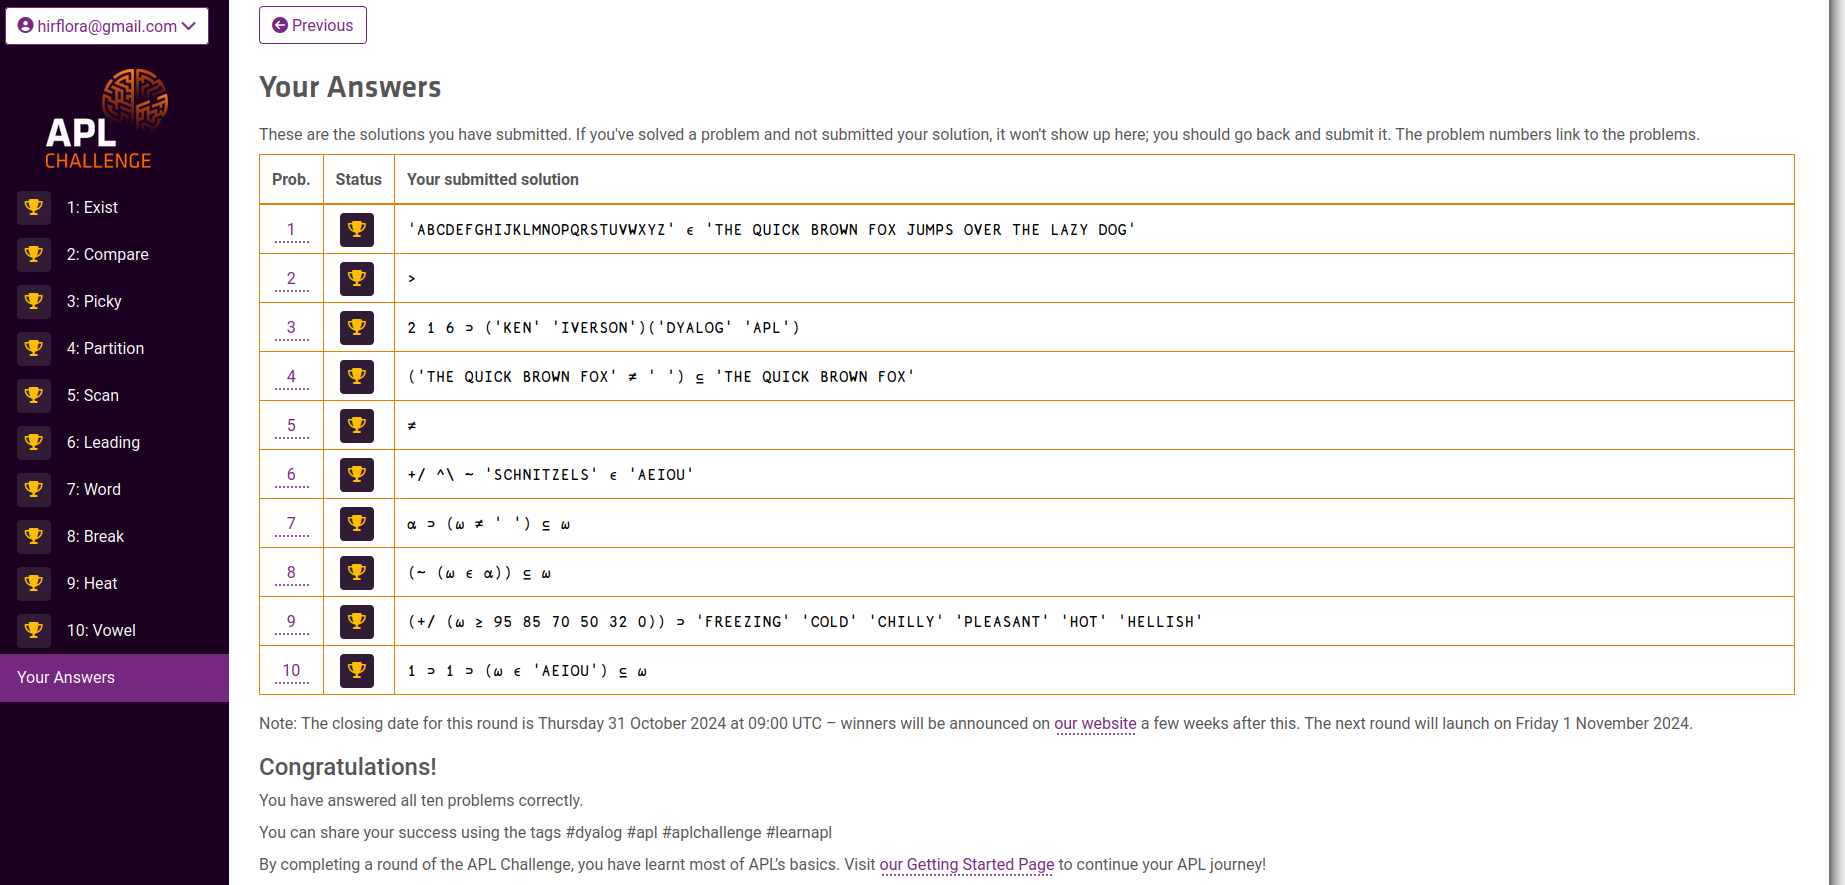 hirflora@gmail.com
Previous
APL
CHALLENGE
1: Exist
2: Compare
3: Picky
4: Partition
5: Scan
6: Leading
7: Word
8: Break
9: Heat
10: Vowel
Your Answers
Your Answers
These are the solutions you have submitted. If you've solved a problem and not submitted your solution, it won't show up here; you should go back and submit it. The problem numbers link to the problems.
Prob. Status Your submitted solution
1 'ABCDEFGHIJKLMNOPQRSTUVWXYZ' ∊ 'THE QUICK BROWN FOX JUMPS OVER THE LAZY DOG'
2 >
3 2 1 6 ⊃ ('KEN' 'IVERSON')('DYALOG' 'APL')
4 ('THE QUICK BROWN FOX' ≠ ' ') ⊆ 'THE QUICK BROWN FOX'
5 ≠
6 +/ ^\ ~ 'SCHNITZELS' ∊ 'AEIOU'
7 ⍺ ⊃ (⍵ ≠ ' ') ⊆ ⍵
8 (~ (⍵ ∊ ⍺)) ⊆ ⍵
9 (+/ (⍵ ≥ 95 85 70 50 32 0)) ⊃ 'FREEZING' 'COLD' 'CHILLY' 'PLEASANT' 'HOT' 'HELLISH'
10 1 ⊃ 1 ⊃ (⍵ ∊ 'AEIOU') ⊆ ⍵
Note: The closing date for this round is Thursday 31 October 2024 at 09:00 UTC – winners will be announced on our website a few weeks after this. The next round will launch on Friday 1 November 2024.
Congratulations!
You have answered all ten problems correctly.
You can share your success using the tags #dyalog #apl #aplchallenge #learnapl
By completing a round of the APL Challenge, you have learnt most of APL's basics. Visit our Getting Started Page to continue your APL journey!